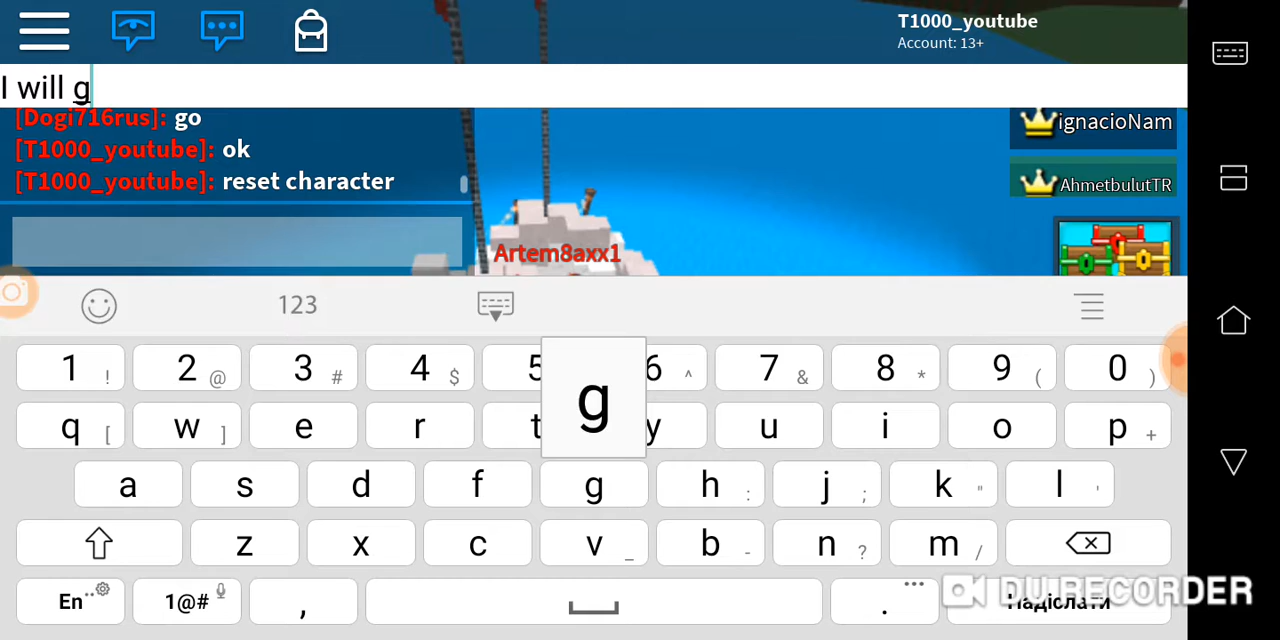 T1000_youtube
Account: 13+
I will g
[Dogi716rus]: go
[T1000_youtube]: ok
[T1000_youtube]: reset character
ignacioNam
AhmetbulutTR
Artem8axx1
123
1 ! 2 @ 3 # 4 $ 5 6 ^ 7 & 8 * 9 ( 0 )
q [ w ] e r t y u i o p +
g
a s d f g h : j ; k " l '
z x c v _ b - n ? m /
En 1@# , . ... Надіслати
DU RECORDER